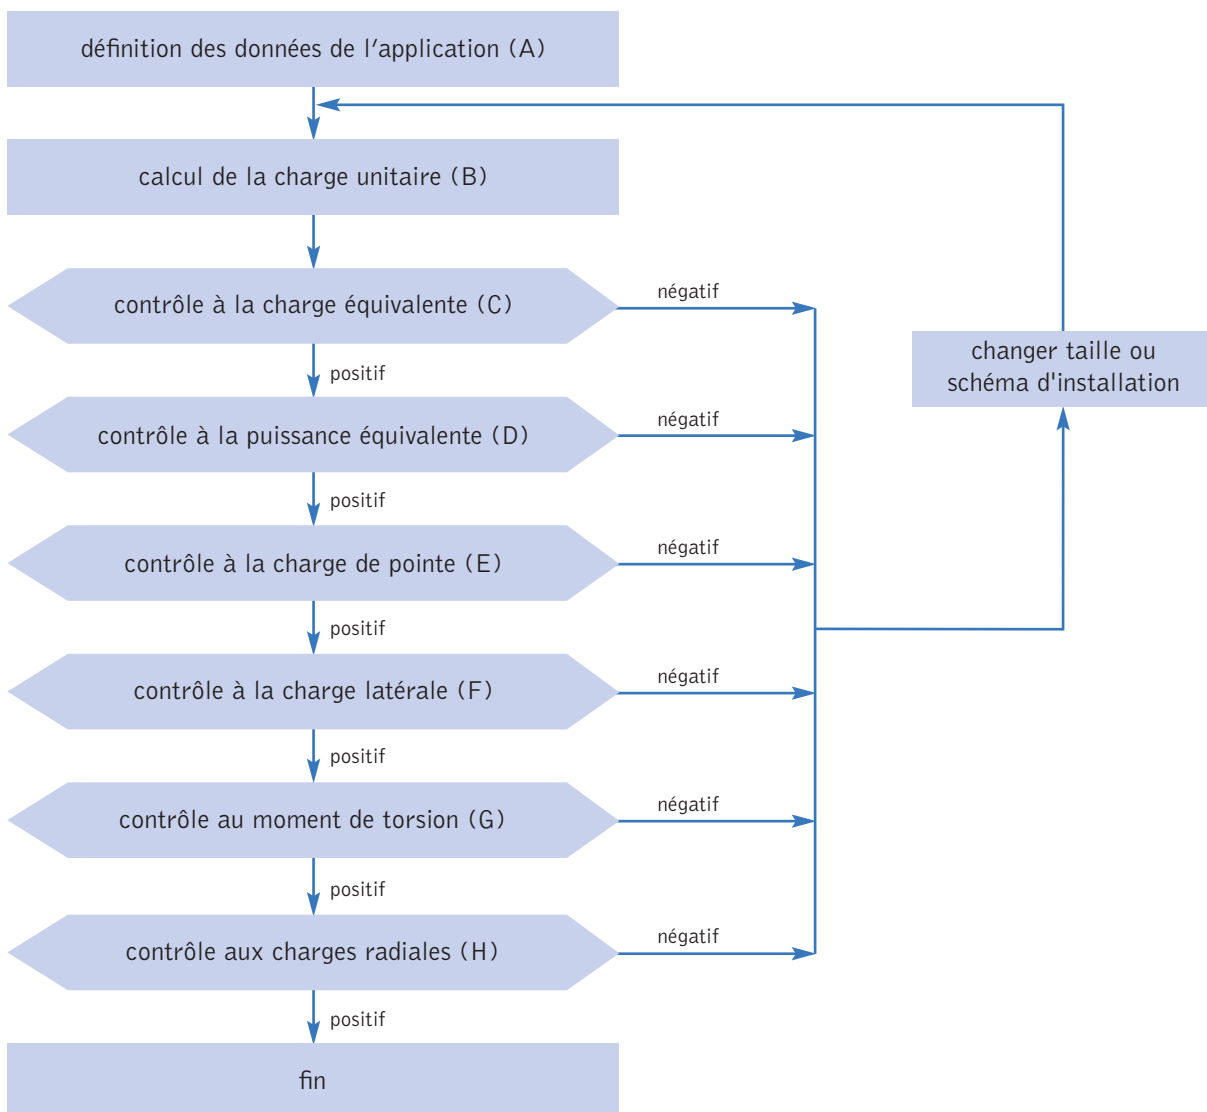 définition des données de l'application (A)
calcul de la charge unitaire (B)
contrôle à la charge équivalente (C)
négatif
changer taille ou
schéma d'installation
positif
contrôle à la puissance équivalente (D)
négatif
positif
contrôle à la charge de pointe (E)
négatif
positif
contrôle à la charge latérale (F)
négatif
positif
contrôle au moment de torsion (G)
négatif
positif
contrôle aux charges radiales (H)
négatif
positif
fin